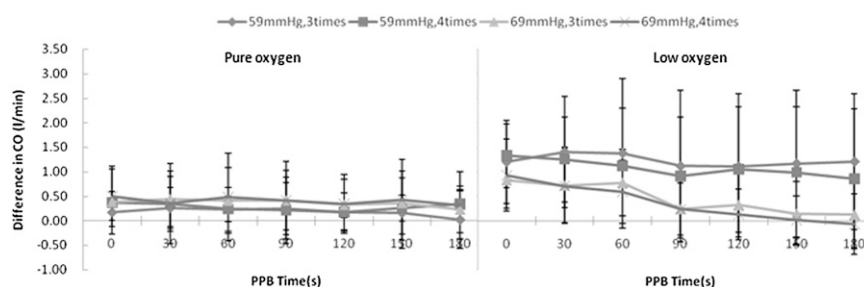 59mmHg,3times 59mmHg,4times 69mmHg,3times 69mmHg,4times
Pure oxygen
Low oxygen
Difference in CO (l/min)
3.50
3.00
2.50
2.00
1.50
1.00
0.50
0.00
-0.50
-1.00
0 30 60 90 120 150 180 0 30 60 90 120 150 180
PPB Time(s) PPB Time(s)